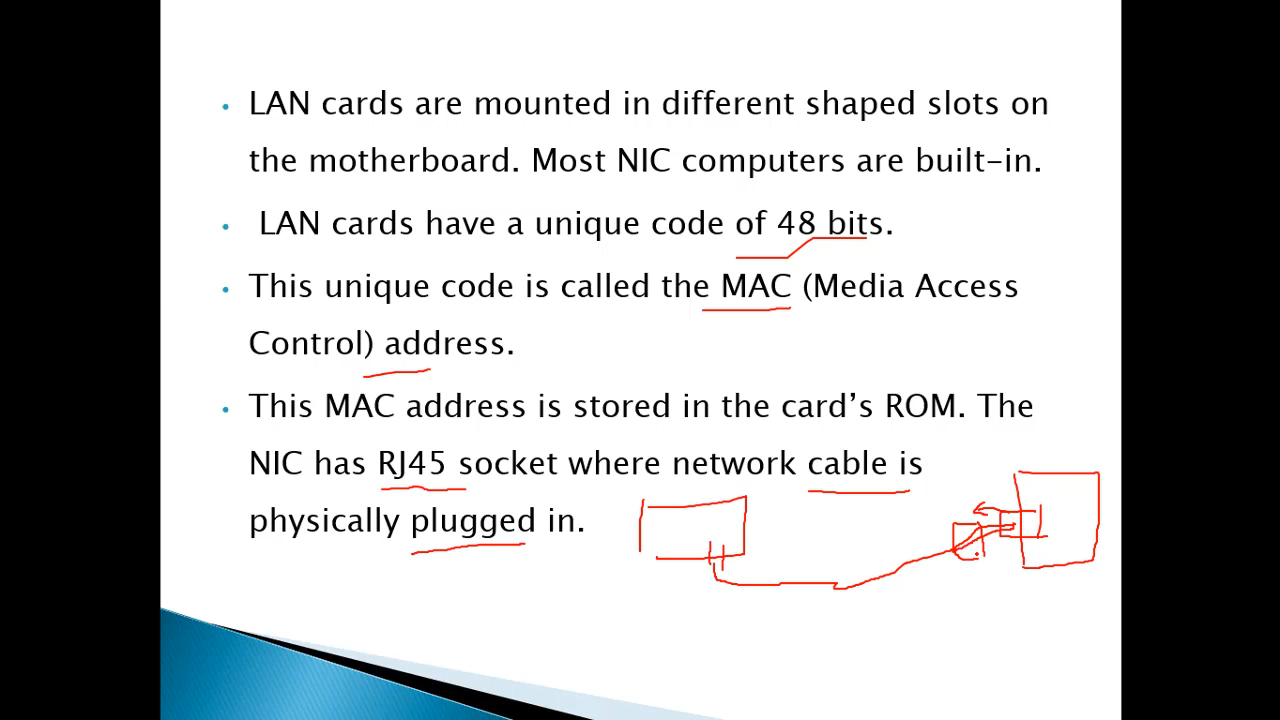 • LAN cards are mounted in different shaped slots on
the motherboard. Most NIC computers are built-in.
• LAN cards have a unique code of 48 bits.
• This unique code is called the MAC (Media Access
Control) address.
• This MAC address is stored in the card’s ROM. The
NIC has RJ45 socket where network cable is
physically plugged in.